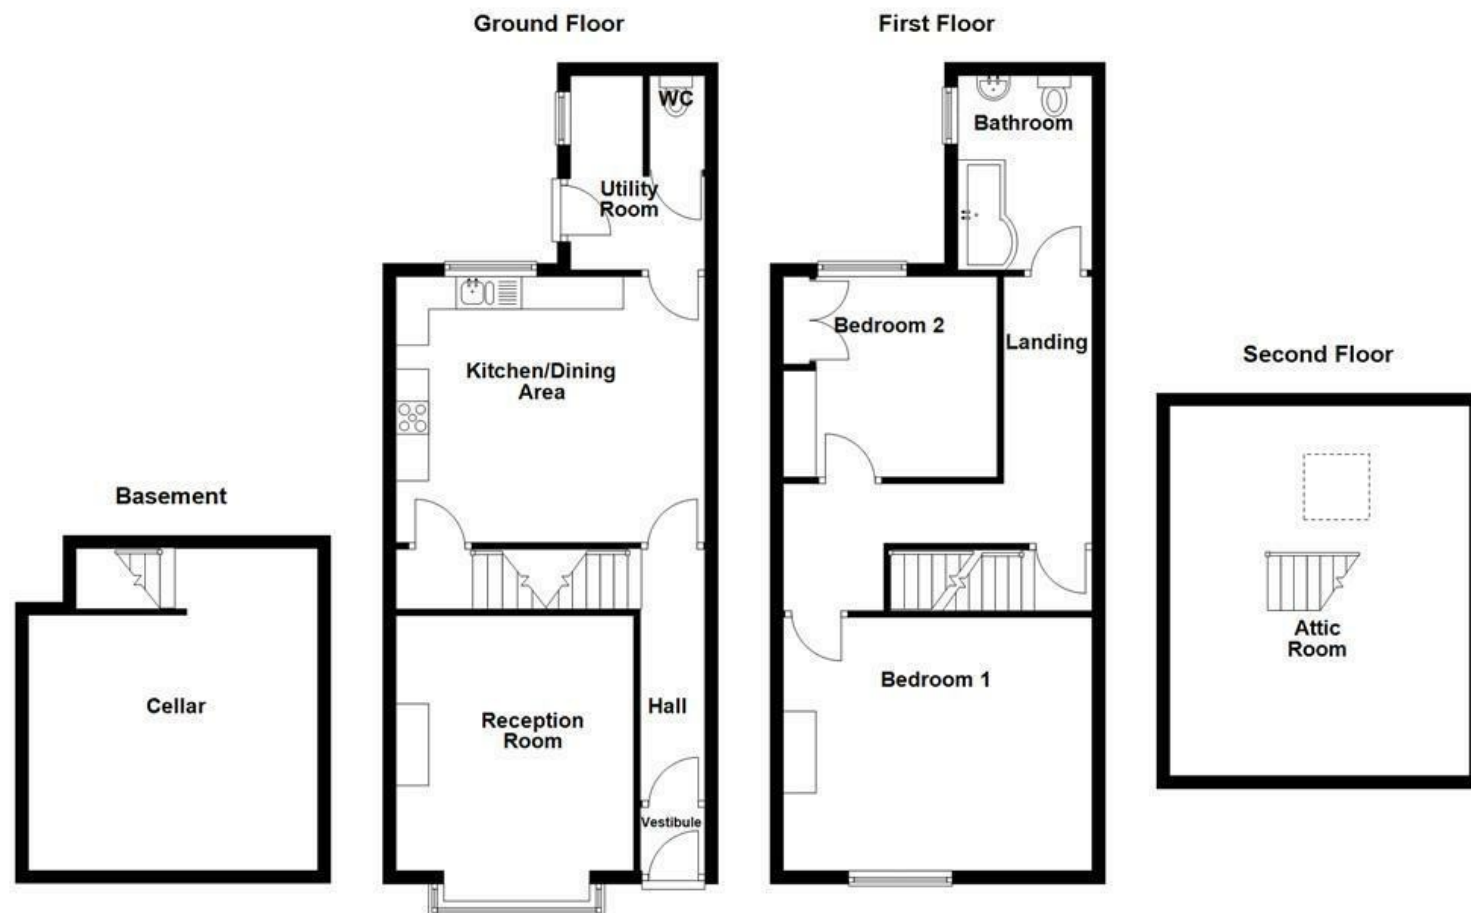 Ground Floor
WC
Utility
Room
Kitchen/Dining
Area
Reception
Room
Hall
Vestibule
First Floor
Bathroom
Bedroom 2
Landing
Bedroom 1
Second Floor
Attic
Room
Basement
Cellar